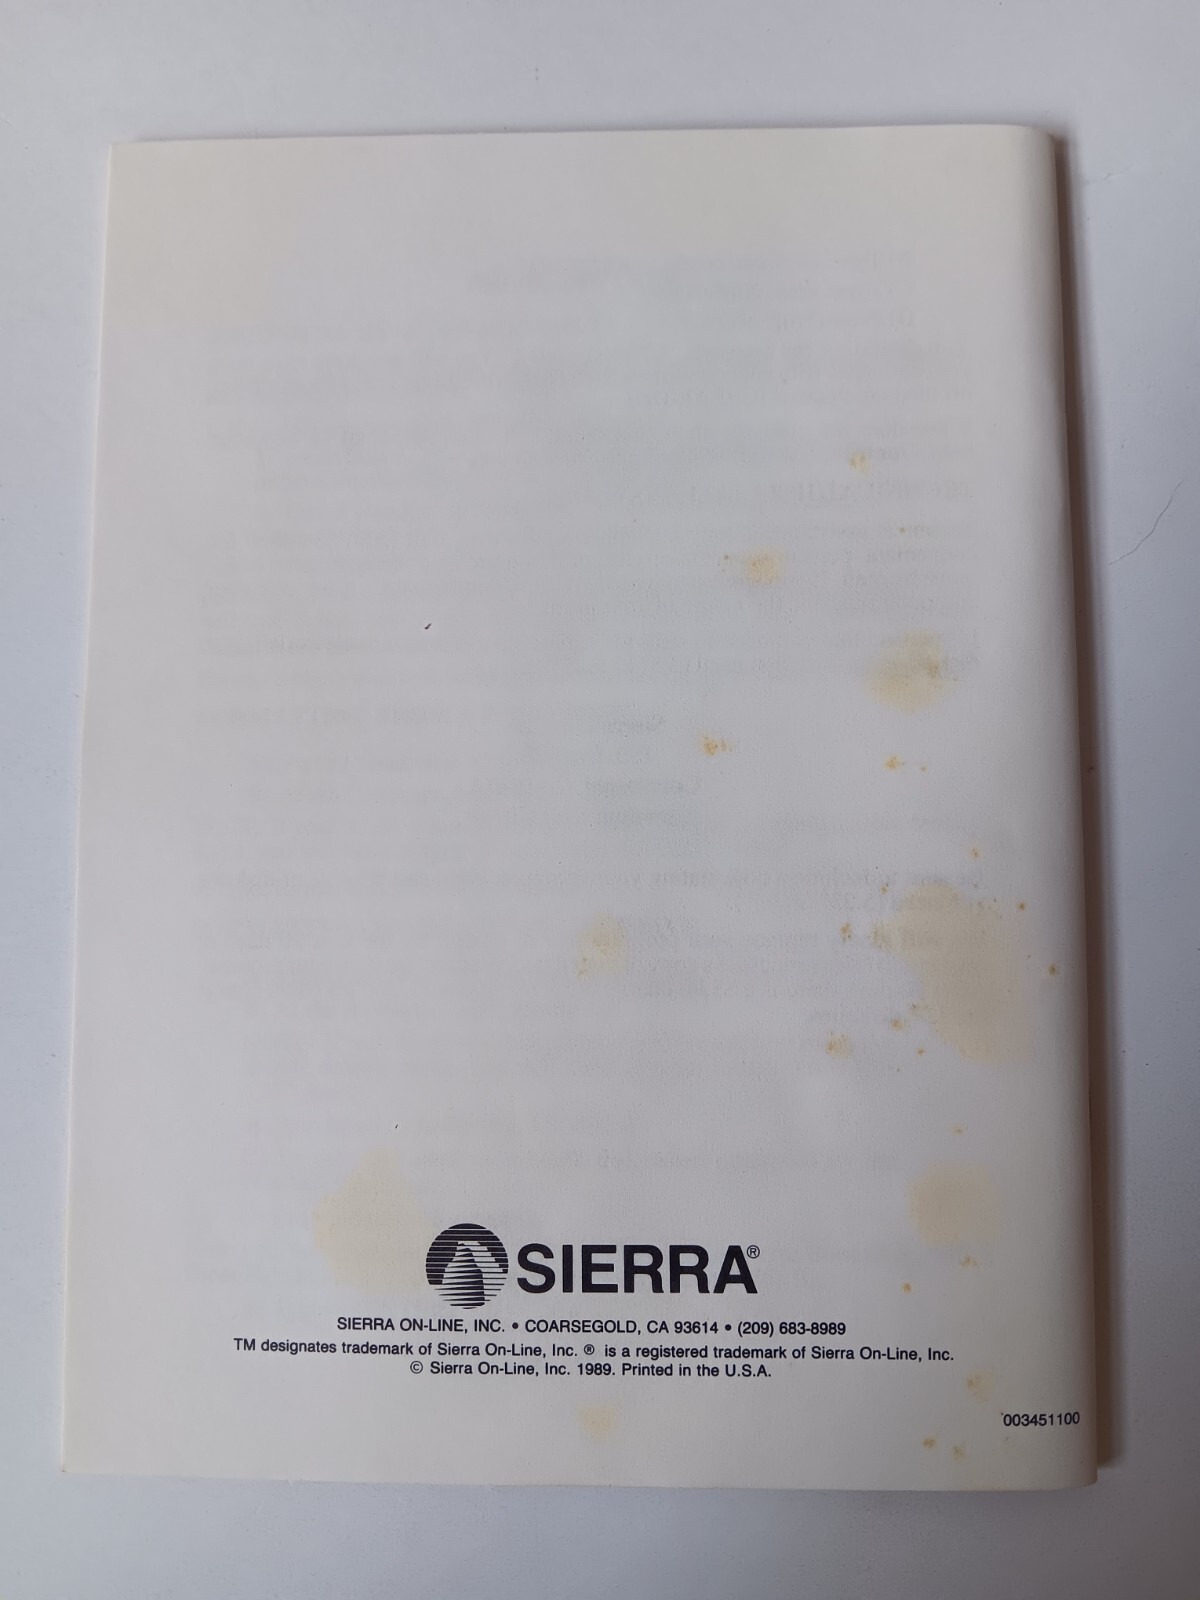 SIERRA®
SIERRA ON-LINE, INC. • COARSEGOLD, CA 93614 • (209) 683-8989
TM designates trademark of Sierra On-Line, Inc. ® is a registered trademark of Sierra On-Line, Inc.
© Sierra On-Line, Inc. 1989. Printed in the U.S.A.
003451100